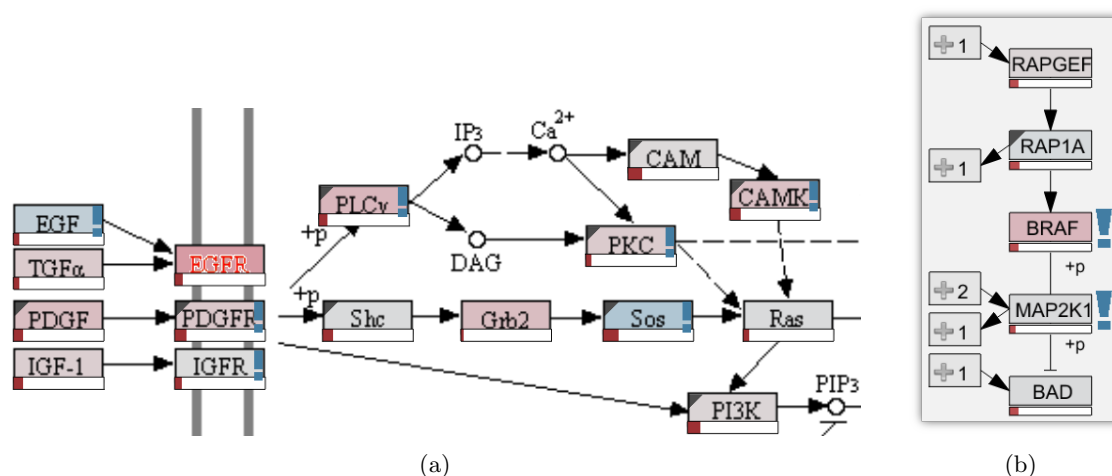 EGF
TGFα
PDGF
IGF-1
EGFR
PDGFR
IGFR
+p
+p
PLCγ
IP3
Ca2+
DAG
CAM
CAMK
PKC
Shc
Grb2
Sos
Ras
PI3K
PIP3
(a)
1
RAPGEF
RAP1A
1
BRAF
+p
2
MAP2K1
1
+p
1
BAD
(b)